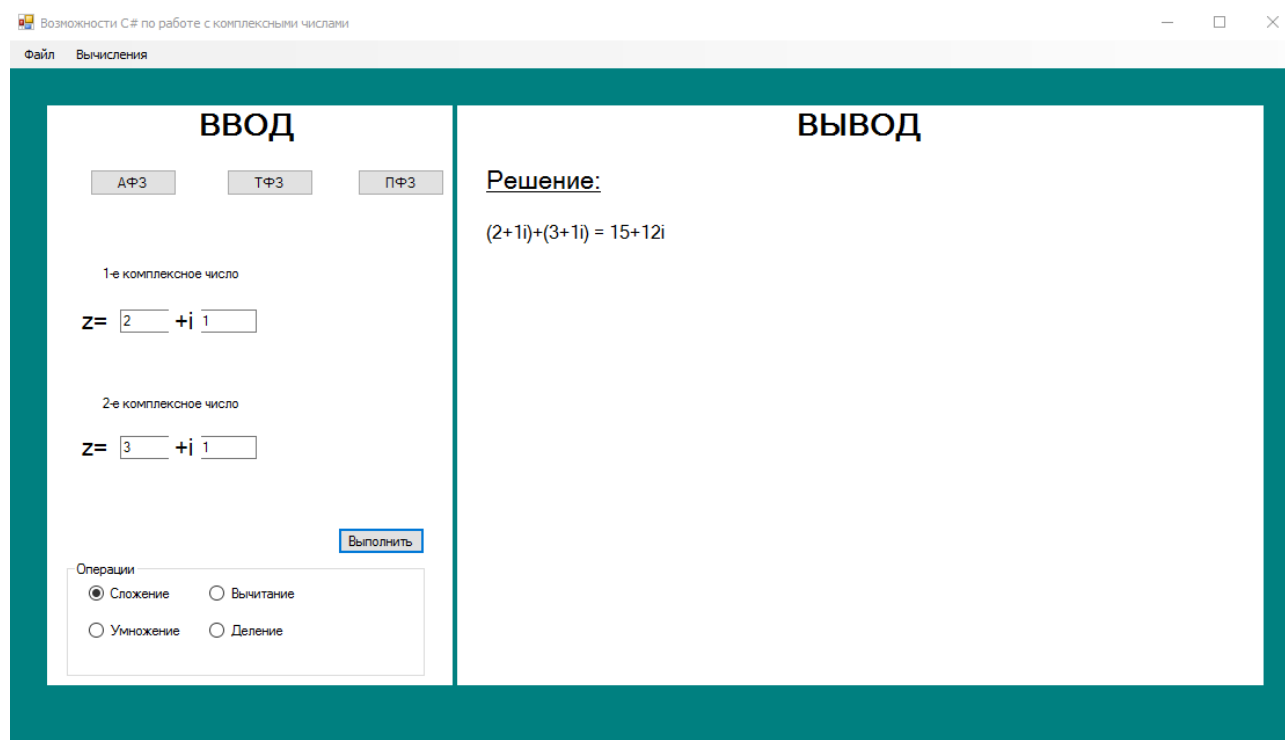 Возможности C# по работе с комплексными числами
Файл Вычисления
ВВОД
АФЗ ТФЗ ПФЗ
1-е комплексное число
z= 2 +i 1
2-е комплексное число
z= 3 +i 1
Выполнить
Операции
Сложение Вычитание
Умножение Деление
ВЫВОД
Решение:
(2+1i)+(3+1i) = 15+12i